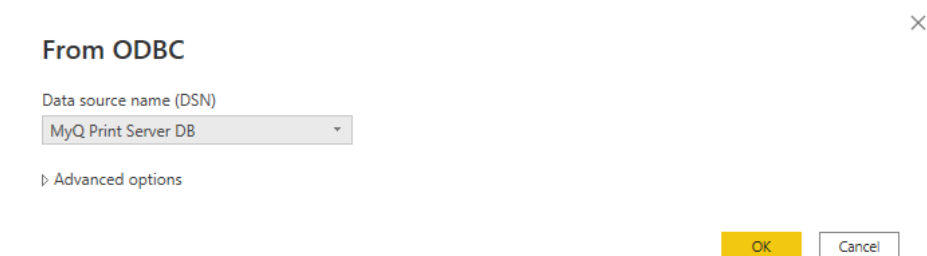 From ODBC
Data source name (DSN)
MyQ Print Server DB
Advanced options
OK
Cancel